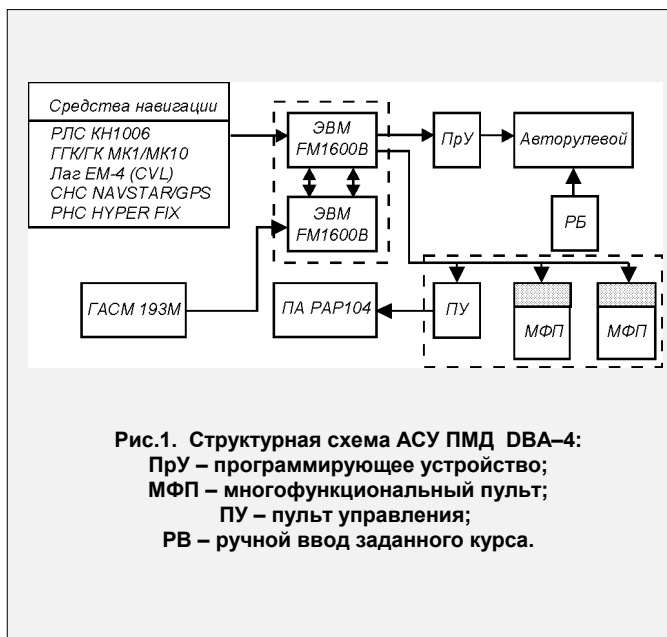 Средства навигации
РЛС КН1006
ГГК/ГК МК1/МК10
Лаг ЕМ-4 (CVL)
СНС NAVSTAR/GPS
РНС HYPER FIX
ЭВМ
FM1600B
ЭВМ
FM1600B
ПрУ
Авторулевой
РБ
ГАСМ 193М
ПА PAP104
ПУ
МФП
МФП
Рис.1. Структурная схема АСУ ПМД DBA–4:
ПрУ – программирующее устройство;
МФП – многофункциональный пульт;
ПУ – пульт управления;
РВ – ручной ввод заданного курса.